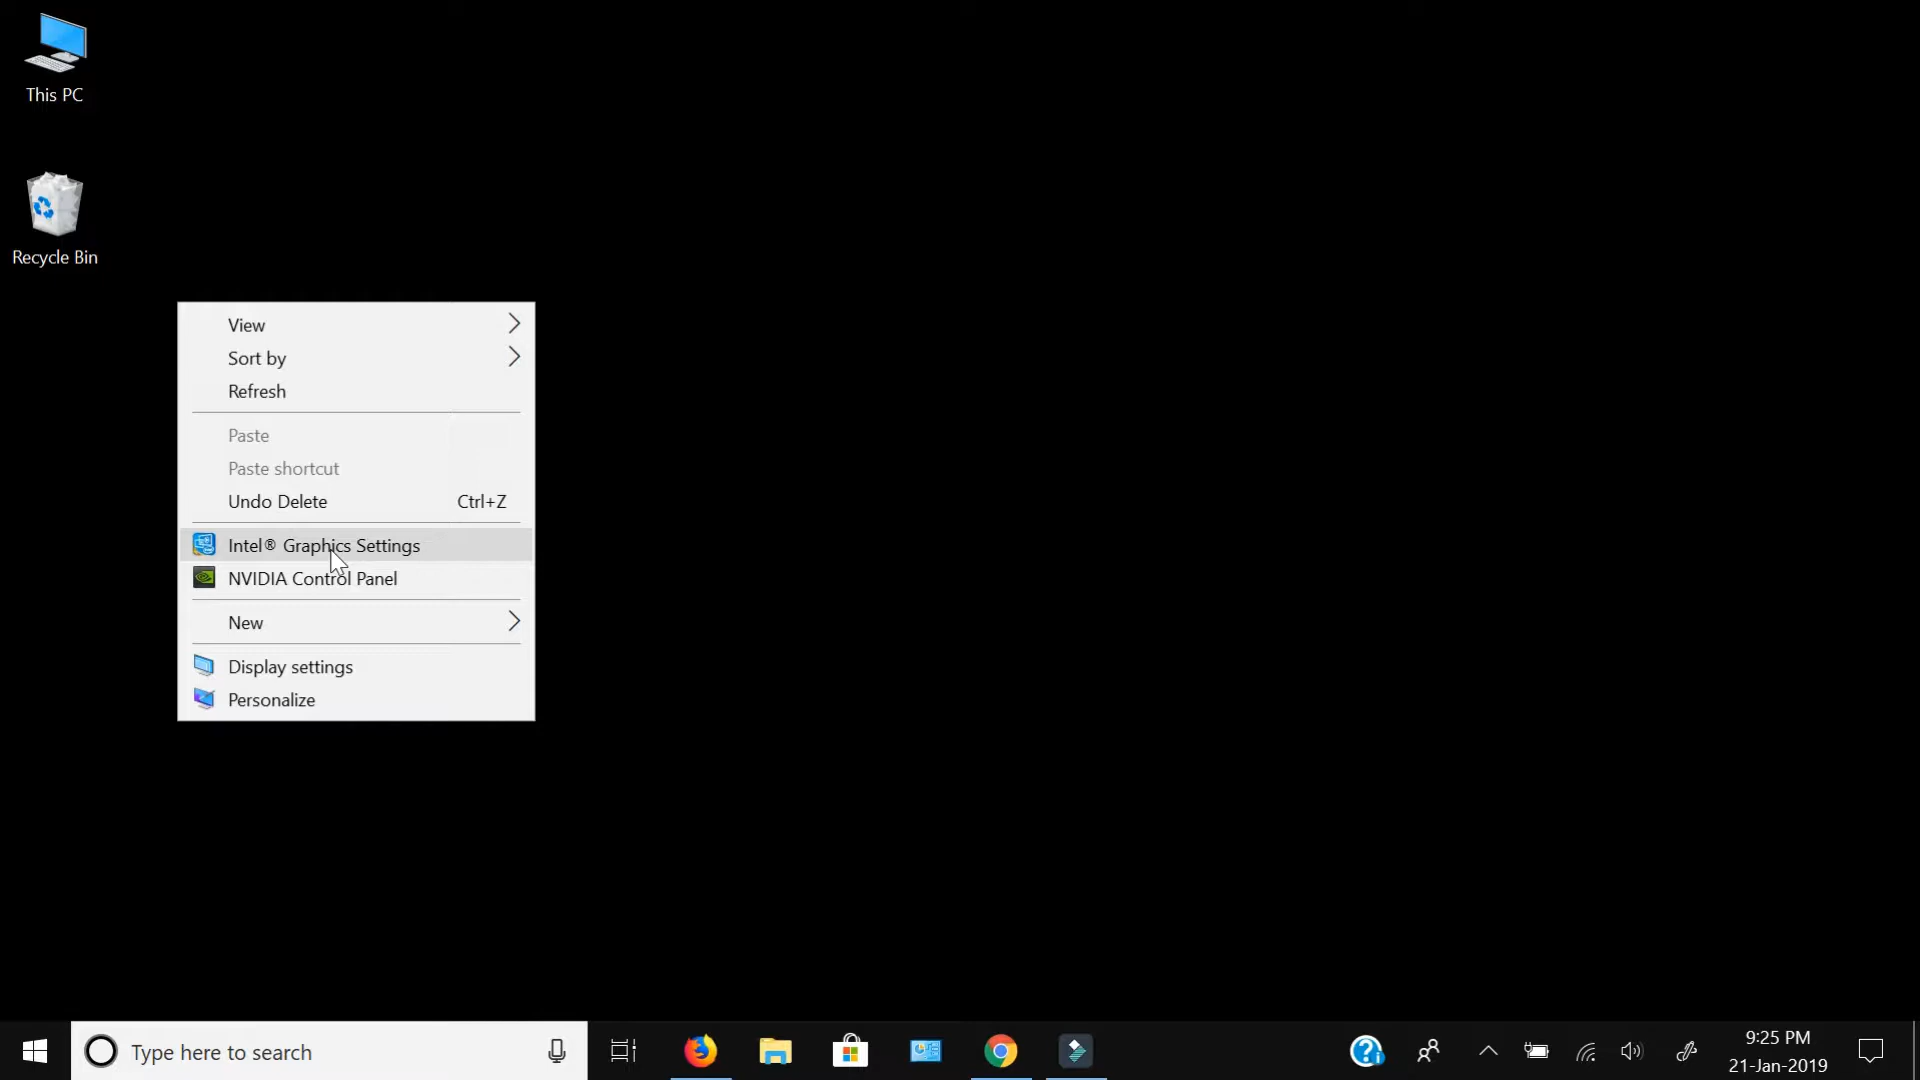 This PC
Recycle Bin
View
Sort by
Refresh
Paste
Paste shortcut
Undo Delete Ctrl+Z
Intel® Graphics Settings
NVIDIA Control Panel
New
Display settings
Personalize
Type here to search
9:25 PM
21-Jan-2019